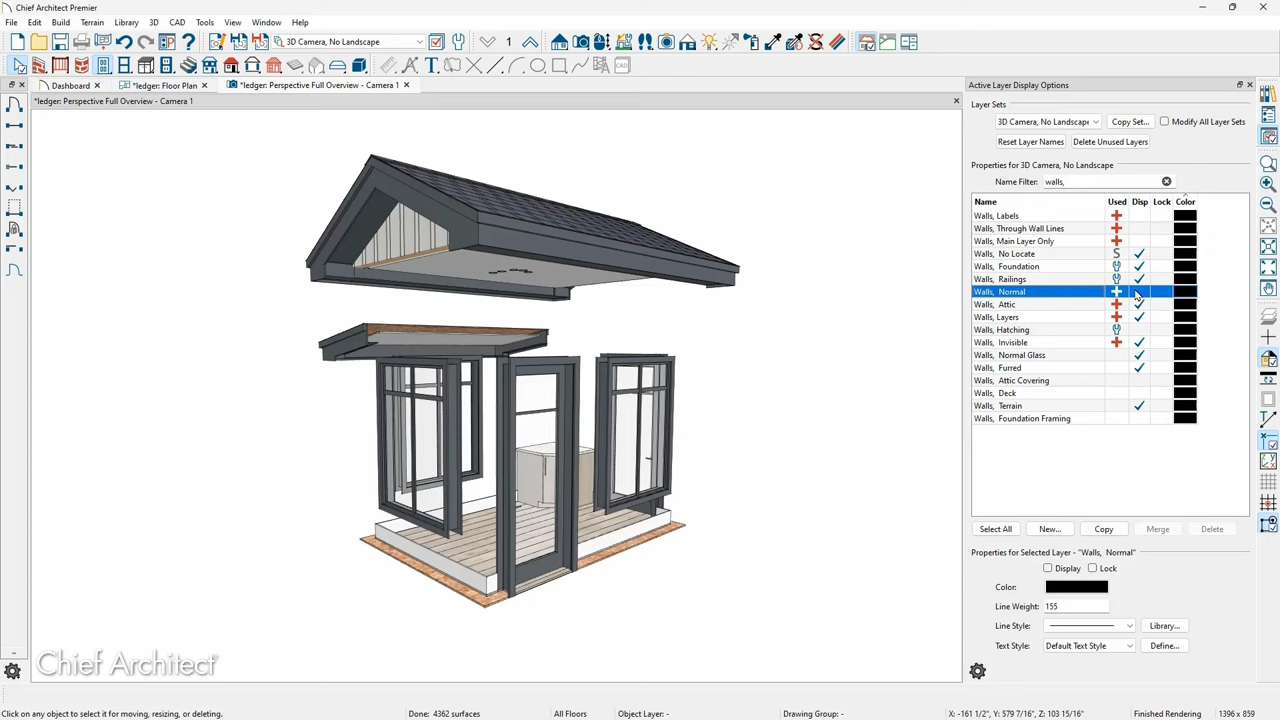 Chief Architect Premier
File Edit Build Terrain Library 3D CAD Tools View Window Help
3D Camera, No Landscape 1
Dashboard *ledger: Floor Plan *ledger: Perspective Full Overview - Camera 1
*ledger: Perspective Full Overview - Camera 1
Active Layer Display Options
Layer Sets
3D Camera, No Landscape Copy Set... Modify All Layer Sets
Reset Layer Names Delete Unused Layers
Properties for 3D Camera, No Landscape
Name Filter: walls,
Name Used Disp Lock Color
Walls, Labels
Walls, Through Wall Lines
Walls, Main Layer Only
Walls, No Locate S
Walls, Foundation
Walls, Railings
Walls, Normal
Walls, Attic
Walls, Layers
Walls, Hatching
Walls, Invisible
Walls, Normal Glass
Walls, Furred
Walls, Attic Covering
Walls, Deck
Walls, Terrain
Walls, Foundation Framing
Select All New... Copy Merge Delete
Properties for Selected Layer - "Walls, Normal"
Display Lock
Color:
Line Weight: 155
Line Style: Library...
Text Style: Default Text Style Define...
Chief Architect
Click on any object to select it for moving, resizing, or deleting. Done: 4362 surfaces All Floors Object Layer: - Drawing Group: - X: -161 1/2", Y: 579 7/16", Z: 103 15/16" Finished Rendering 1396 x 859